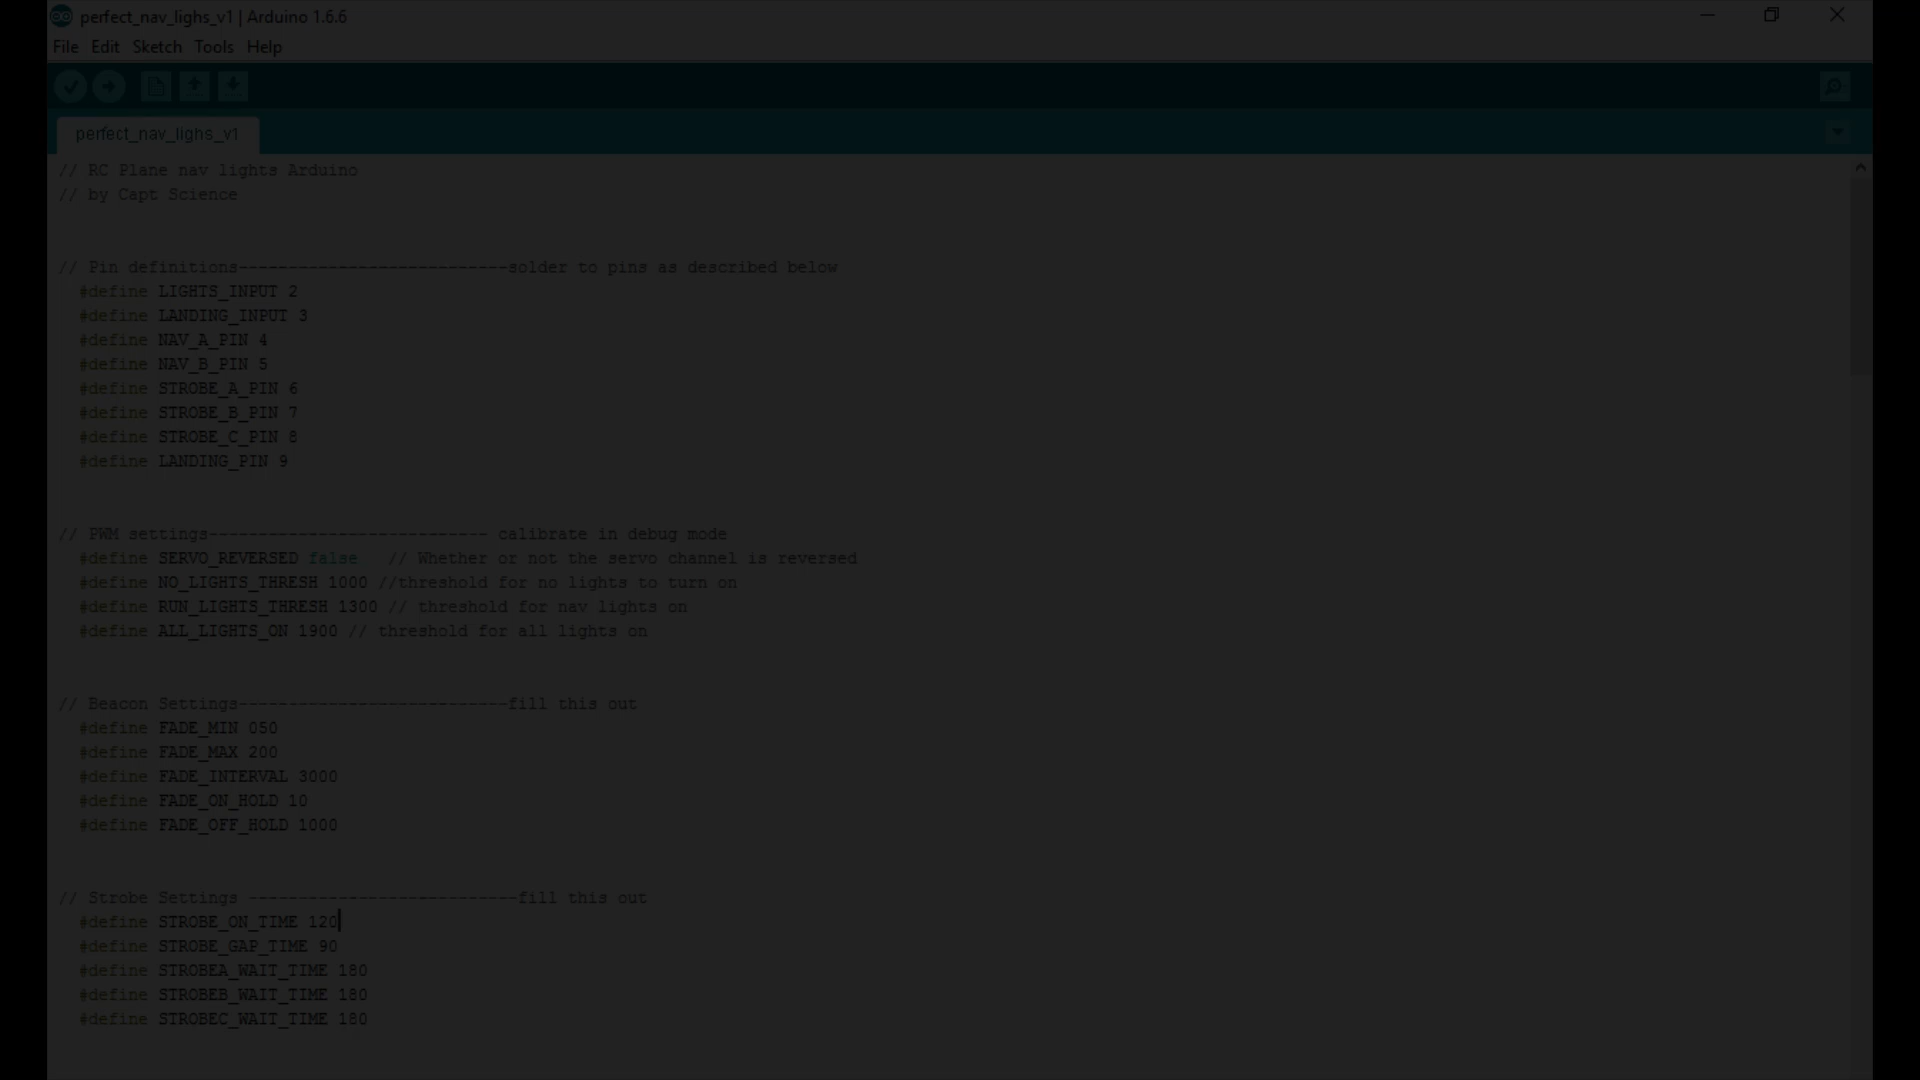 perfect_nav_lighs_v1 | Arduino 1.6.6
File Edit Sketch Tools Help
perfect_nav_lighs_v1
// RC Plane nav lights Arduino
// by Capt Science
// Pin definitions---------------------------solder to pins as described below
#define LIGHTS_INPUT 2
#define LANDING_INPUT 3
#define NAV_A_PIN 4
#define NAV_B_PIN 5
#define STROBE_A_PIN 6
#define STROBE_B_PIN 7
#define STROBE_C_PIN 8
#define LANDING_PIN 9
// PWM settings---------------------------- calibrate in debug mode
#define SERVO_REVERSED false   // Whether or not the servo channel is reversed
#define NO_LIGHTS_THRESH 1000 //threshold for no lights to turn on
#define RUN_LIGHTS_THRESH 1300 // threshold for nav lights on
#define ALL_LIGHTS_ON 1900 // threshold for all lights on
// Beacon Settings---------------------------fill this out
#define FADE_MIN 050
#define FADE_MAX 200
#define FADE_INTERVAL 3000
#define FADE_ON_HOLD 10
#define FADE_OFF_HOLD 1000
// Strobe Settings ---------------------------fill this out
#define STROBE_ON_TIME 120
#define STROBE_GAP_TIME 90
#define STROBEA_WAIT_TIME 180
#define STROBEB_WAIT_TIME 180
#define STROBEC_WAIT_TIME 180